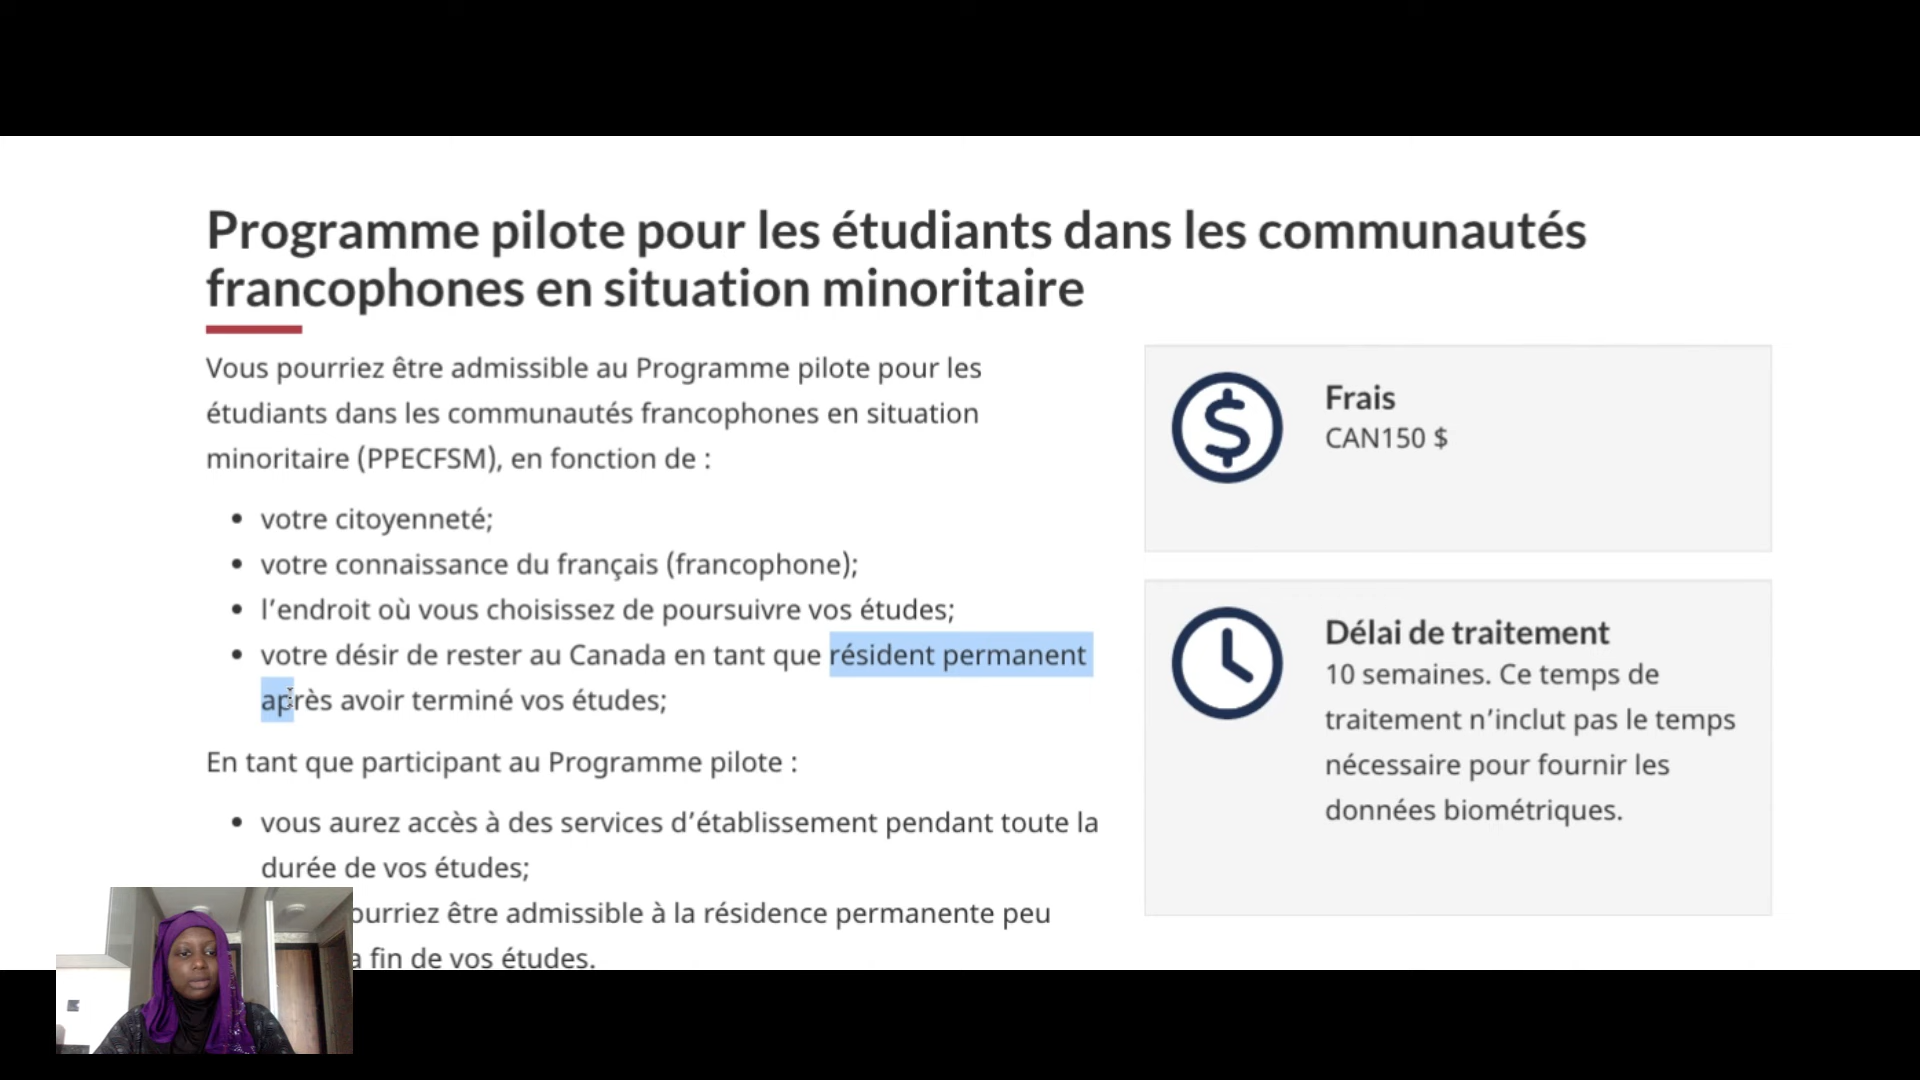 Programme pilote pour les étudiants dans les communautés
francophones en situation minoritaire
Vous pourriez être admissible au Programme pilote pour les
étudiants dans les communautés francophones en situation
minoritaire (PPECFSM), en fonction de :
votre citoyenneté;
votre connaissance du français (francophone);
l’endroit où vous choisissez de poursuivre vos études;
votre désir de rester au Canada en tant que résident permanent
après avoir terminé vos études;
En tant que participant au Programme pilote :
vous aurez accès à des services d’établissement pendant toute la
durée de vos études;
ourriez être admissible à la résidence permanente peu
a fin de vos études.
Frais
CAN150 $
Délai de traitement
10 semaines. Ce temps de
traitement n’inclut pas le temps
nécessaire pour fournir les
données biométriques.